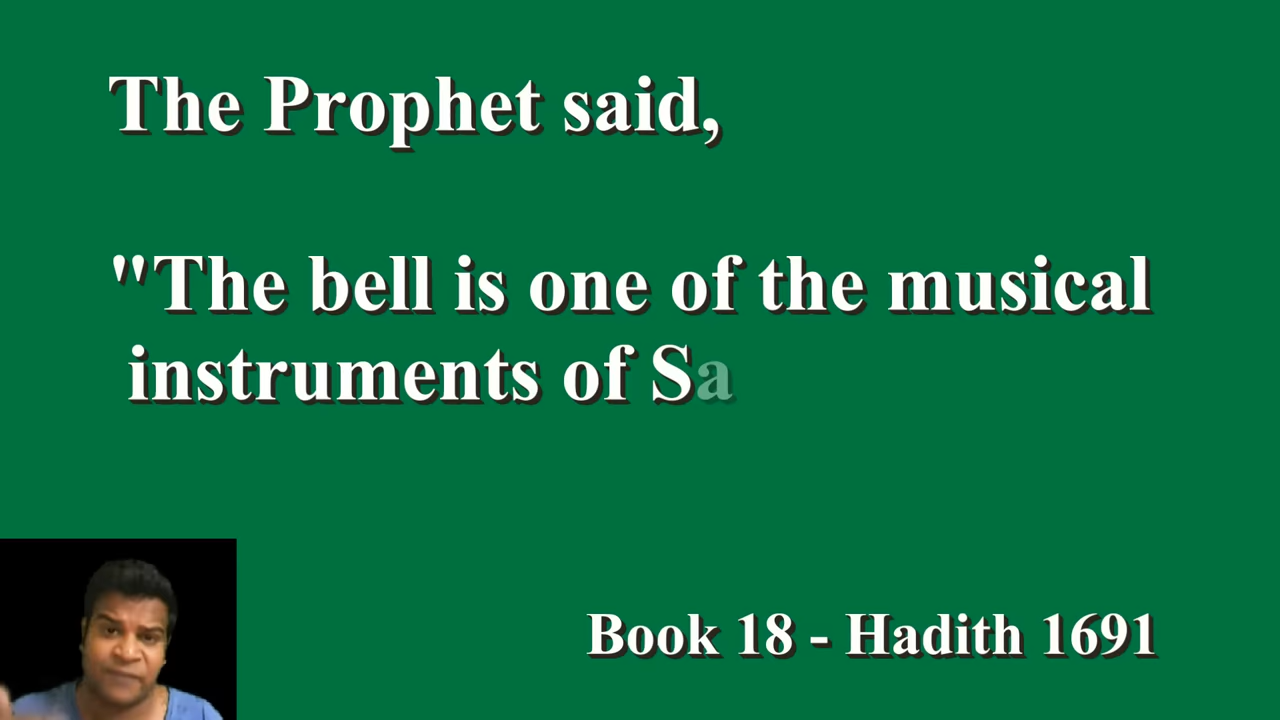 The Prophet said,
"The bell is one of the musical
instruments of Sa
Book 18 - Hadith 1691